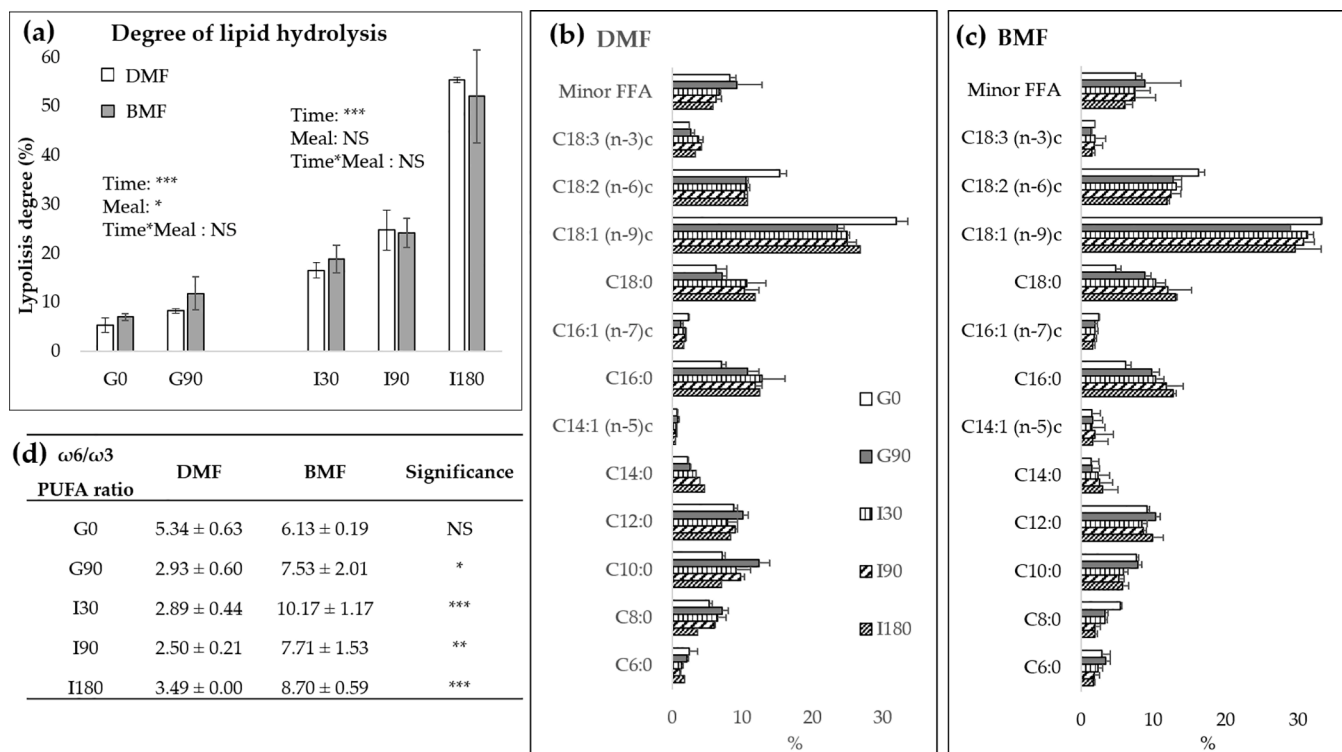 (a) Degree of lipid hydrolysis
60
50
40
30
20
10
0
Lypolisis degree (%)
DMF
BMF
Time: ***
Meal: *
Time*Meal : NS
Time: ***
Meal: NS
Time*Meal : NS
G0 G90 I30 I90 I180
(b) DMF
Minor FFA
C18:3 (n-3)c
C18:2 (n-6)c
C18:1 (n-9)c
C18:0
C16:1 (n-7)c
C16:0
C14:1 (n-5)c
C14:0
C12:0
C10:0
C8:0
C6:0
G0
G90
I30
I90
I180
0 10 20 30
%
(c) BMF
Minor FFA
C18:3 (n-3)c
C18:2 (n-6)c
C18:1 (n-9)c
C18:0
C16:1 (n-7)c
C16:0
C14:1 (n-5)c
C14:0
C12:0
C10:0
C8:0
C6:0
0 10 20 30
%
(d) ω6/ω3
PUFA ratio DMF BMF Significance
G0 5.34 ± 0.63 6.13 ± 0.19 NS
G90 2.93 ± 0.60 7.53 ± 2.01 *
I30 2.89 ± 0.44 10.17 ± 1.17 ***
I90 2.50 ± 0.21 7.71 ± 1.53 **
I180 3.49 ± 0.00 8.70 ± 0.59 ***